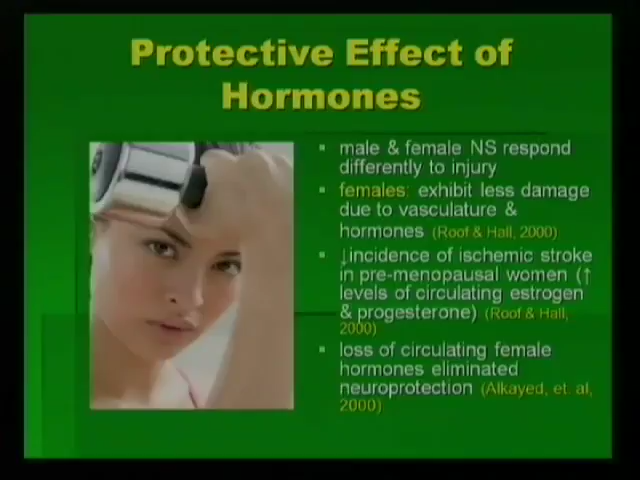 Protective Effect of
Hormones
▪ male & female NS respond
differently to injury
▪ females: exhibit less damage
due to vasculature &
hormones (Roof & Hall, 2000)
▪ ↓incidence of ischemic stroke
in pre-menopausal women (↑
levels of circulating estrogen
& progesterone) (Roof & Hall,
2000)
▪ loss of circulating female
hormones eliminated
neuroprotection (Alkayed, et. al,
2000)